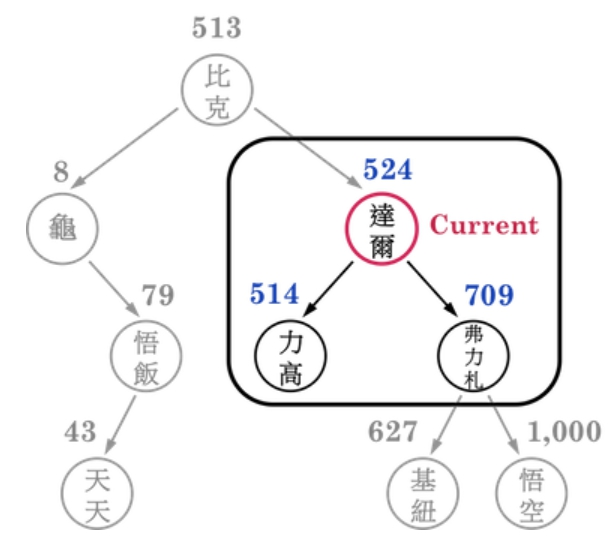 513
比
克
8
524
龜
達
爾
Current
79
514
709
悟
飯
力
高
弗
力
札
43
627
1,000
天
天
基
紐
悟
空